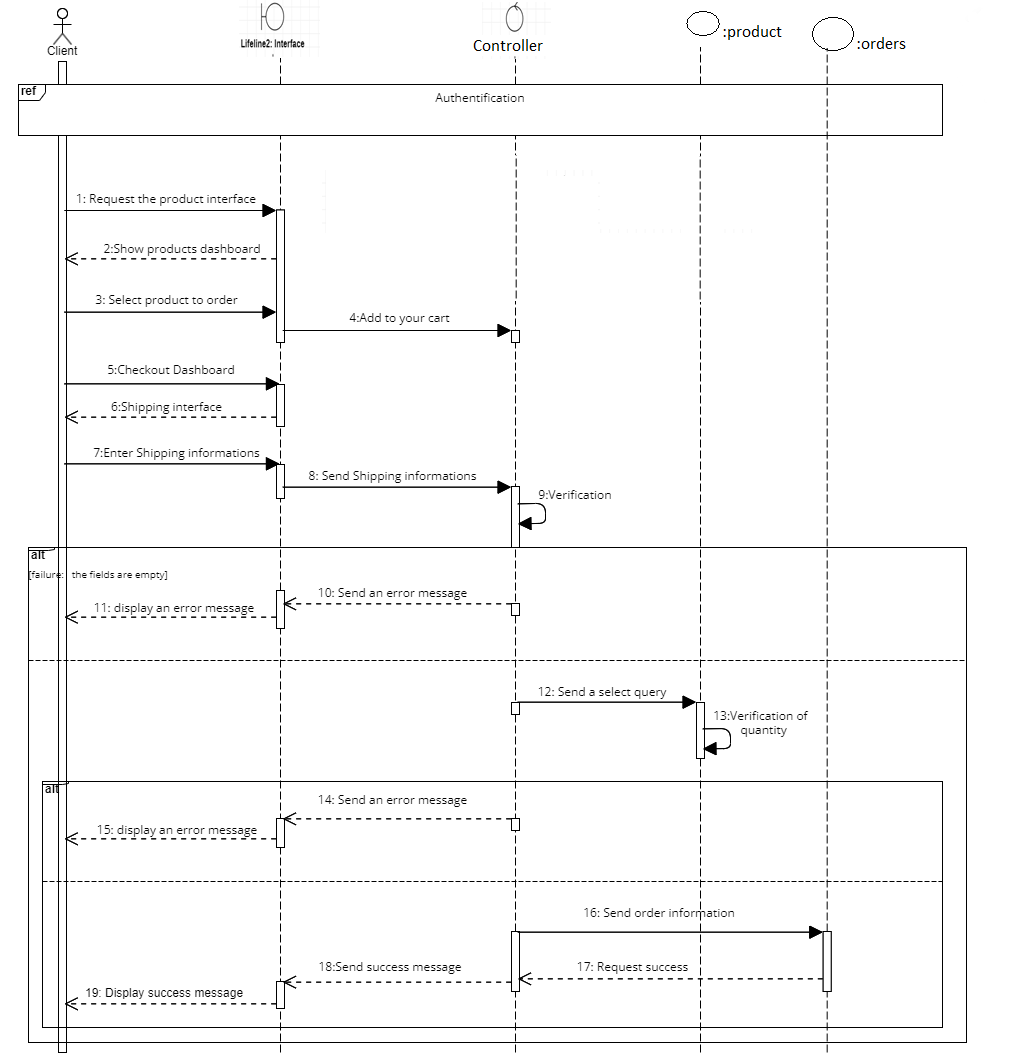 Client
Lifeline2: Interface
Controller
:product
:orders
ref
Authentification
1: Request the product interface
2:Show products dashboard
3: Select product to order
4:Add to your cart
5:Checkout Dashboard
6:Shipping interface
7:Enter Shipping informations
8: Send Shipping informations
9:Verification
alt
[failure: the fields are empty]
10: Send an error message
11: display an error message
12: Send a select query
13:Verification of
quantity
alt
14: Send an error message
15: display an error message
16: Send order information
17: Request success
18:Send success message
19: Display success message